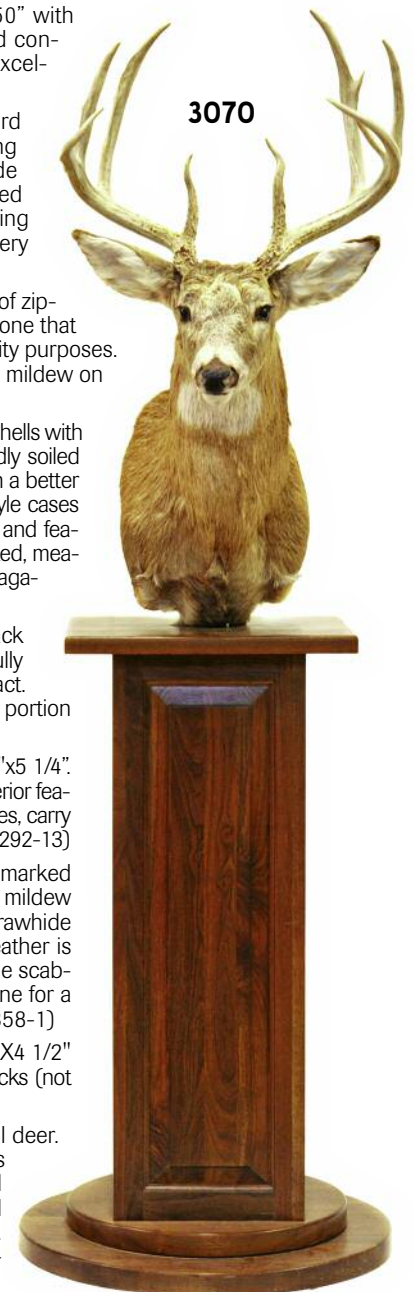 50” with
d con-
xcel-
3070
rd
ng
de
ed
ing
ery
of zip-
one that
ity purposes.
mildew on
hells with
dly soiled
n a better
yle cases
and fea-
ed, mea-
aga-
ack
ully
act.
portion
"x5 1/4”.
erior fea-
es, carry
292-13)
marked
mildew
rawhide
eather is
e scab-
ne for a
358-1)
X4 1/2"
cks (not
l deer.
s